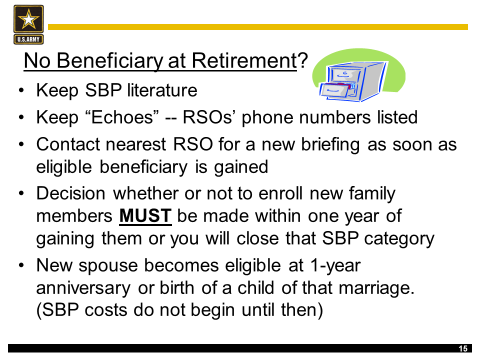 U.S.ARMY
No Beneficiary at Retirement?
• Keep SBP literature
• Keep “Echoes” -- RSOs’ phone numbers listed
• Contact nearest RSO for a new briefing as soon as
eligible beneficiary is gained
• Decision whether or not to enroll new family
members MUST be made within one year of
gaining them or you will close that SBP category
• New spouse becomes eligible at 1-year
anniversary or birth of a child of that marriage.
(SBP costs do not begin until then)
15